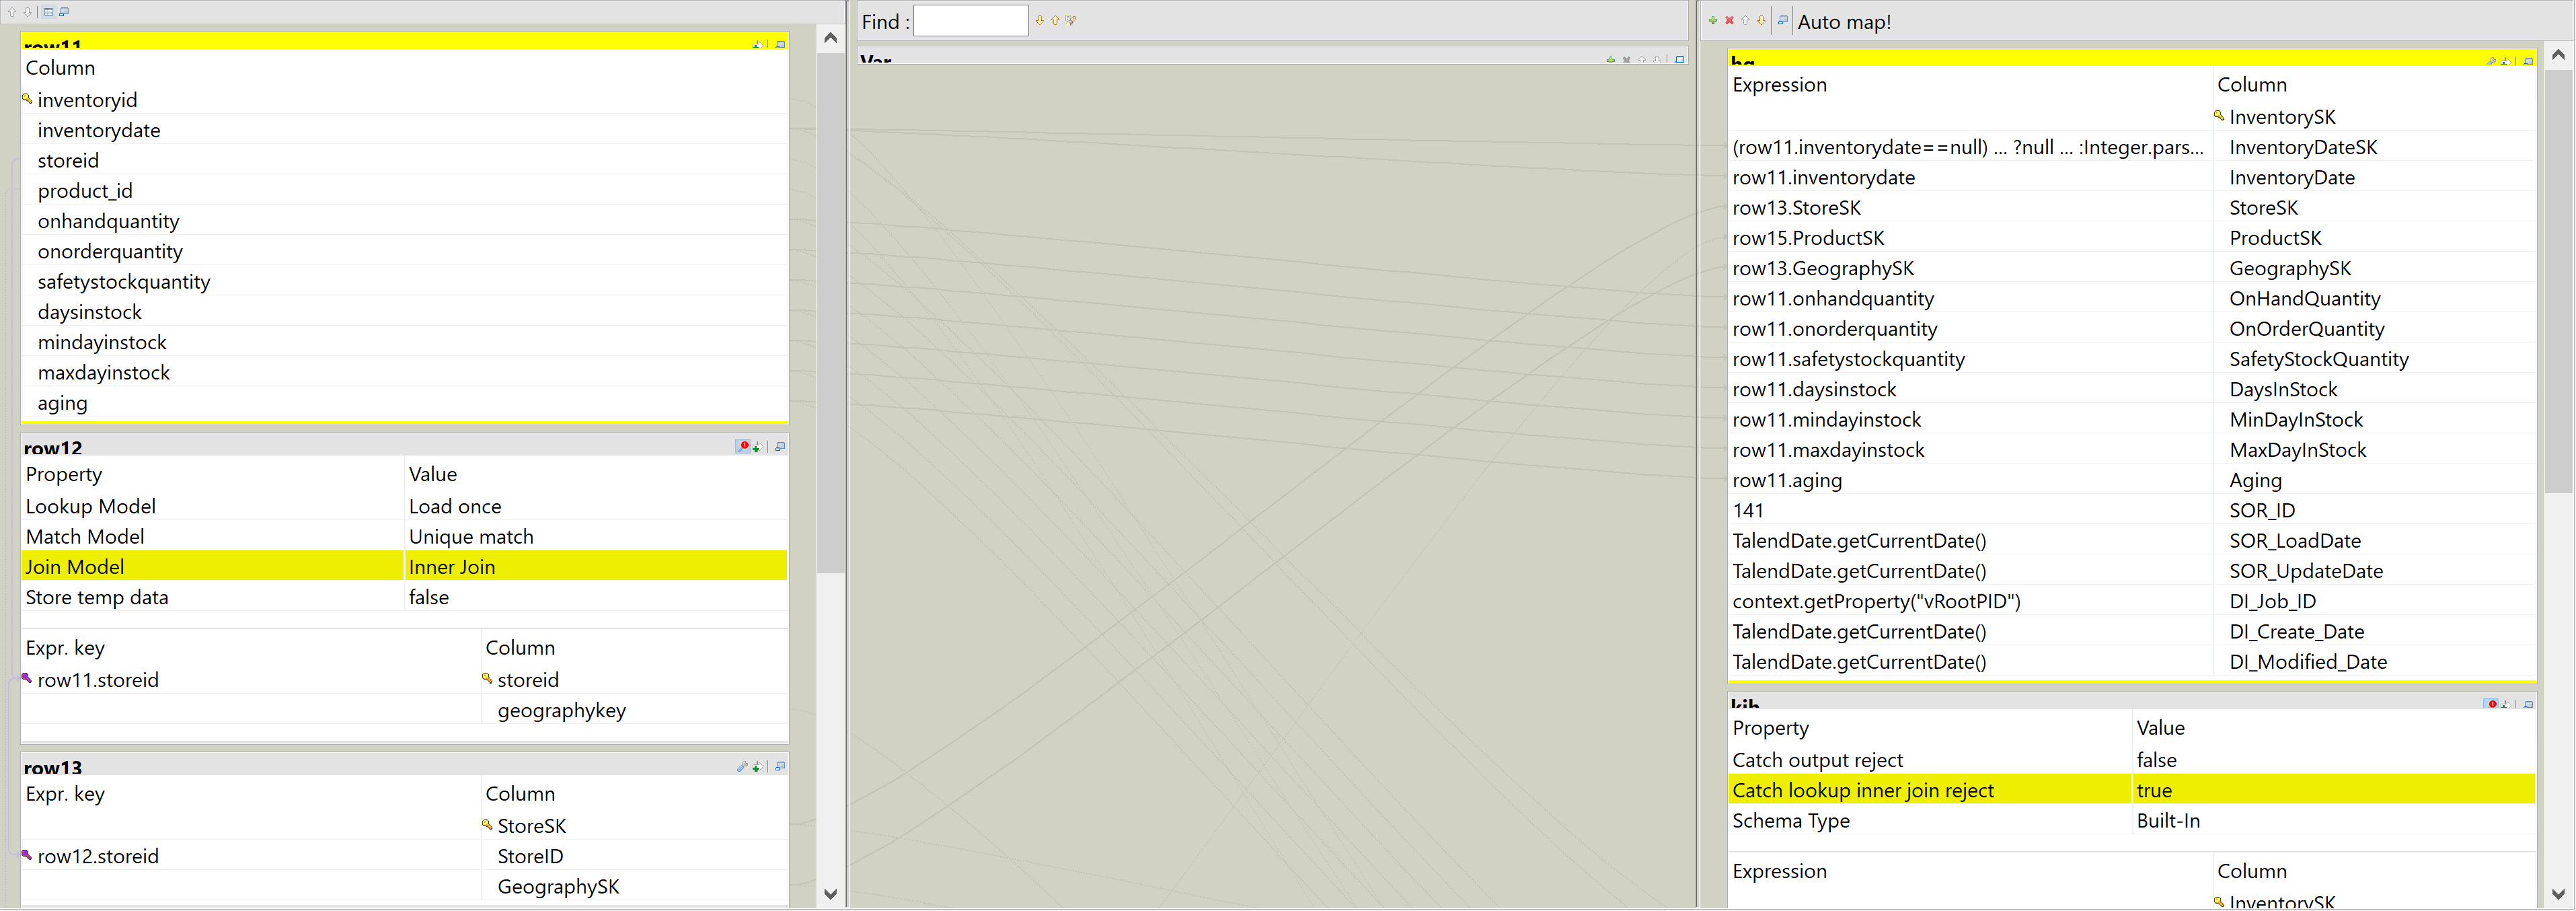 row11
Column
inventoryid
inventorydate
storeid
product_id
onhandquantity
onorderquantity
safetystockquantity
daysinstock
mindayinstock
maxdayinstock
aging
row12
Property Value
Lookup Model Load once
Match Model Unique match
Join Model Inner Join
Store temp data false
Expr. key Column
row11.storeid storeid
geographykey
row13
Expr. key Column
StoreSK
row12.storeid StoreID
GeographySK
Find :
Var
Auto map!
Expression Column
InventorySK
(row11.inventorydate==null) ... ?null ... :Integer.pars... InventoryDateSK
row11.inventorydate InventoryDate
row13.StoreSK StoreSK
row15.ProductSK ProductSK
row13.GeographySK GeographySK
row11.onhandquantity OnHandQuantity
row11.onorderquantity OnOrderQuantity
row11.safetystockquantity SafetyStockQuantity
row11.daysinstock DaysInStock
row11.mindayinstock MinDayInStock
row11.maxdayinstock MaxDayInStock
row11.aging Aging
141 SOR_ID
TalendDate.getCurrentDate() SOR_LoadDate
TalendDate.getCurrentDate() SOR_UpdateDate
context.getProperty("vRootPID") DI_Job_ID
TalendDate.getCurrentDate() DI_Create_Date
TalendDate.getCurrentDate() DI_Modified_Date
Property Value
Catch output reject false
Catch lookup inner join reject true
Schema Type Built-In
Expression Column
InventorySK